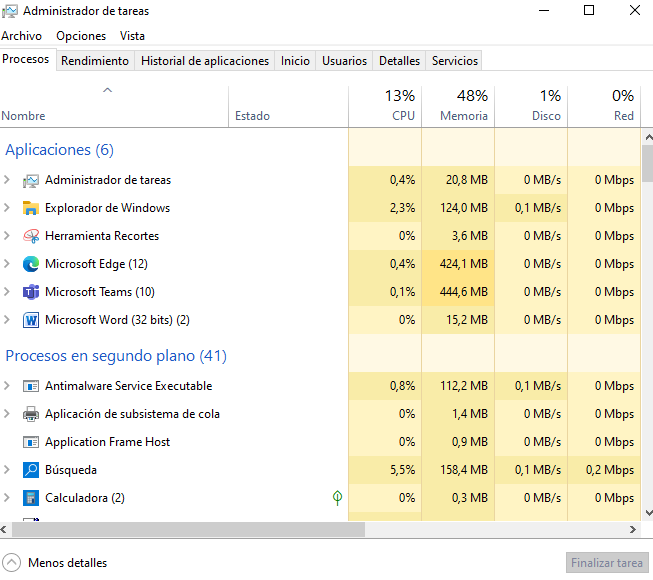 Administrador de tareas
Archivo Opciones Vista
Procesos Rendimiento Historial de aplicaciones Inicio Usuarios Detalles Servicios
13% 48% 1% 0%
Nombre Estado CPU Memoria Disco Red
Aplicaciones (6)
Administrador de tareas 0,4% 20,8 MB 0 MB/s 0 Mbps
Explorador de Windows 2,3% 124,0 MB 0,1 MB/s 0 Mbps
Herramienta Recortes 0% 3,6 MB 0 MB/s 0 Mbps
Microsoft Edge (12) 0,4% 424,1 MB 0 MB/s 0 Mbps
Microsoft Teams (10) 0,1% 444,6 MB 0 MB/s 0 Mbps
Microsoft Word (32 bits) (2) 0% 15,2 MB 0 MB/s 0 Mbps
Procesos en segundo plano (41)
Antimalware Service Executable 0,8% 112,2 MB 0,1 MB/s 0 Mbps
Aplicación de subsistema de cola 0% 1,4 MB 0 MB/s 0 Mbps
Application Frame Host 0% 0,9 MB 0 MB/s 0 Mbps
Búsqueda 5,5% 158,4 MB 0,1 MB/s 0,2 Mbps
Calculadora (2) 0% 0,3 MB 0 MB/s 0 Mbps
Menos detalles Finalizar tarea